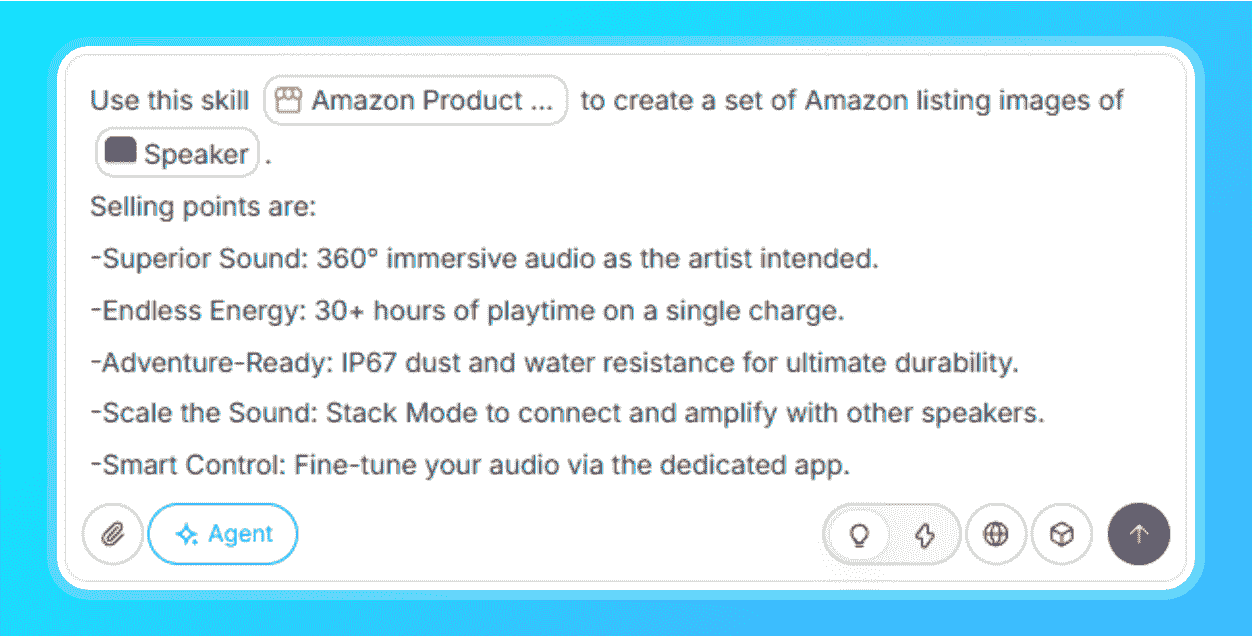 Use this skill Amazon Product ... to create a set of Amazon listing images of
Speaker .
Selling points are:
-Superior Sound: 360° immersive audio as the artist intended.
-Endless Energy: 30+ hours of playtime on a single charge.
-Adventure-Ready: IP67 dust and water resistance for ultimate durability.
-Scale the Sound: Stack Mode to connect and amplify with other speakers.
-Smart Control: Fine-tune your audio via the dedicated app.
Agent